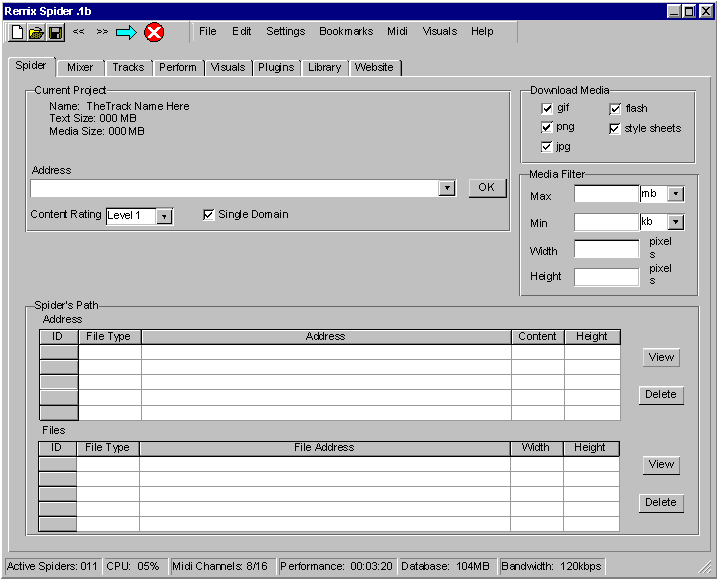 Remix Spider .1b
<< >> File Edit Settings Bookmarks Midi Visuals Help
Spider Mixer Tracks Perform Visuals Plugins Library Website
Current Project
Name: TheTrack Name Here
Text Size: 000 MB
Media Size: 000 MB
Address
OK
Content Rating Level 1 Single Domain
Download Media
gif flash
png style sheets
jpg
Media Filter
Max mb
Min kb
Width pixel
s
Height pixel
s
Spider's Path
Address
ID File Type Address Content Height
View
Delete
Files
ID File Type File Address Width Height
View
Delete
Active Spiders: 011 CPU: 05% Midi Channels: 8/16 Performance: 00:03:20 Database: 104MB Bandwidth: 120kbps